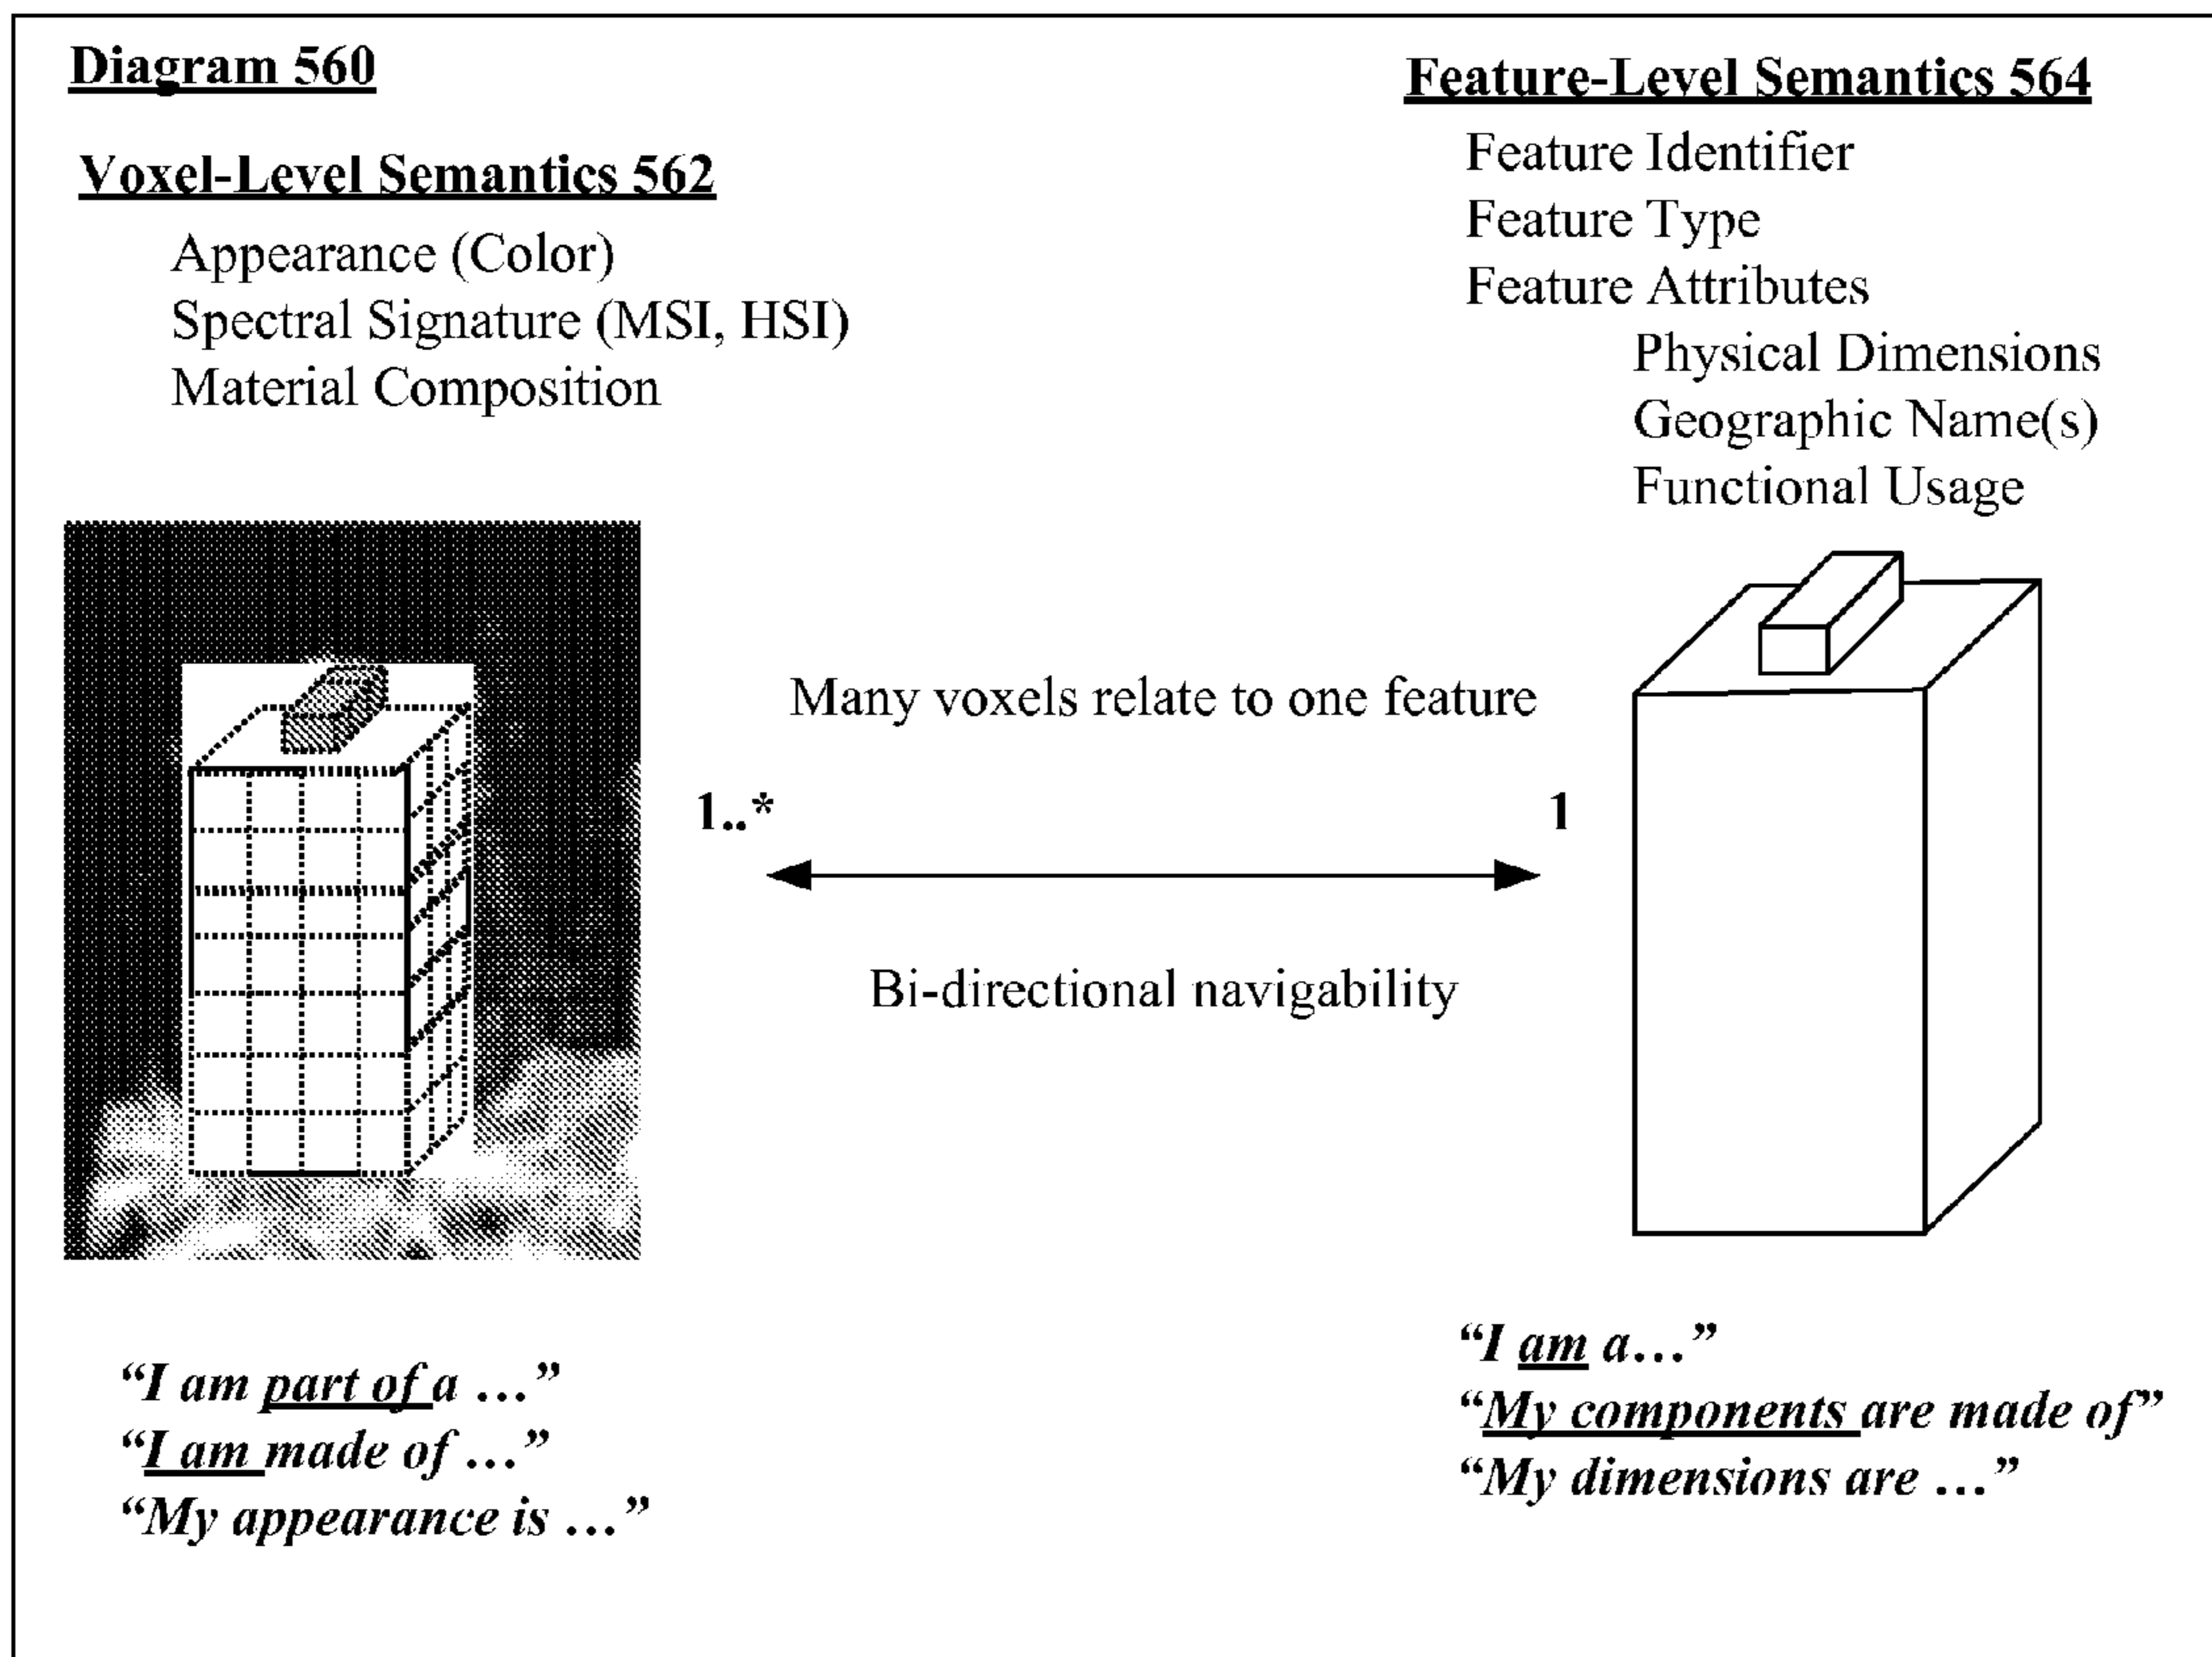 Diagram 560
Voxel-Level Semantics 562
Appearance (Color)
Spectral Signature (MSI, HSI)
Material Composition
Feature-Level Semantics 564
Feature Identifier
Feature Type
Feature Attributes
Physical Dimensions
Geographic Name(s)
Functional Usage
Many voxels relate to one feature
1..*
1
Bi-directional navigability
“I am part of a …”
“I am made of …”
“My appearance is …”
“I am a…”
“My components are made of”
“My dimensions are …”